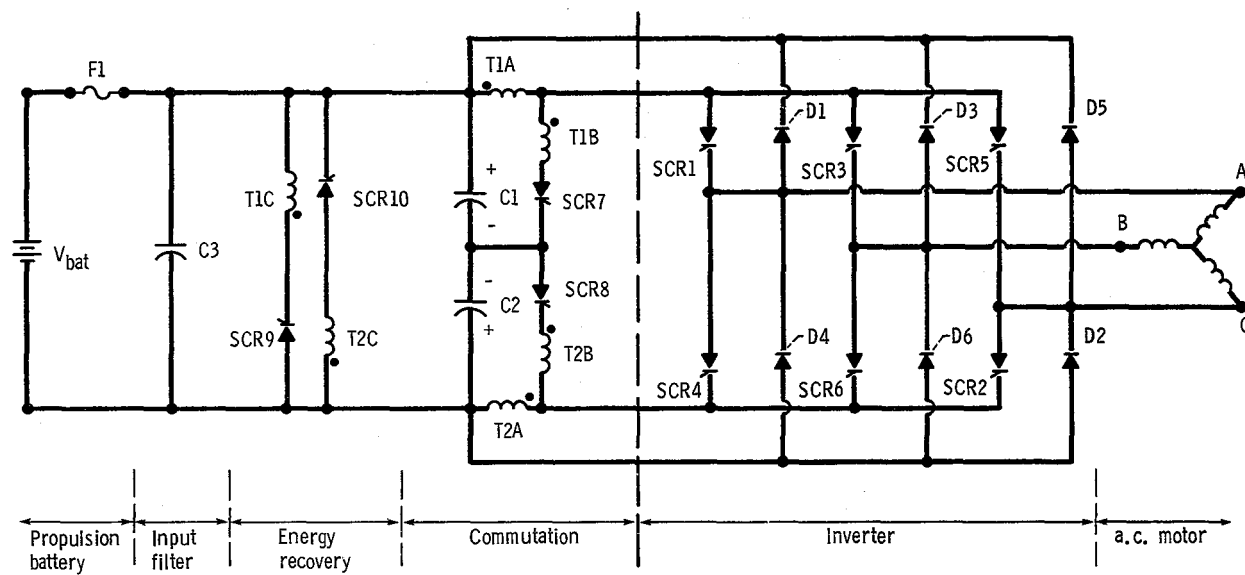 F1
T1A
D1
D3
D5
T1B
SCR1
SCR3
SCR5
T1C
SCR10
+
C1
-
SCR7
A
B
V bat
C3
-
C2
+
SCR8
SCR9
T2C
T2B
D4
D6
D2
SCR4
SCR6
SCR2
T2A
Propulsion
battery
Input
filter
Energy
recovery
Commutation
Inverter
a.c. motor